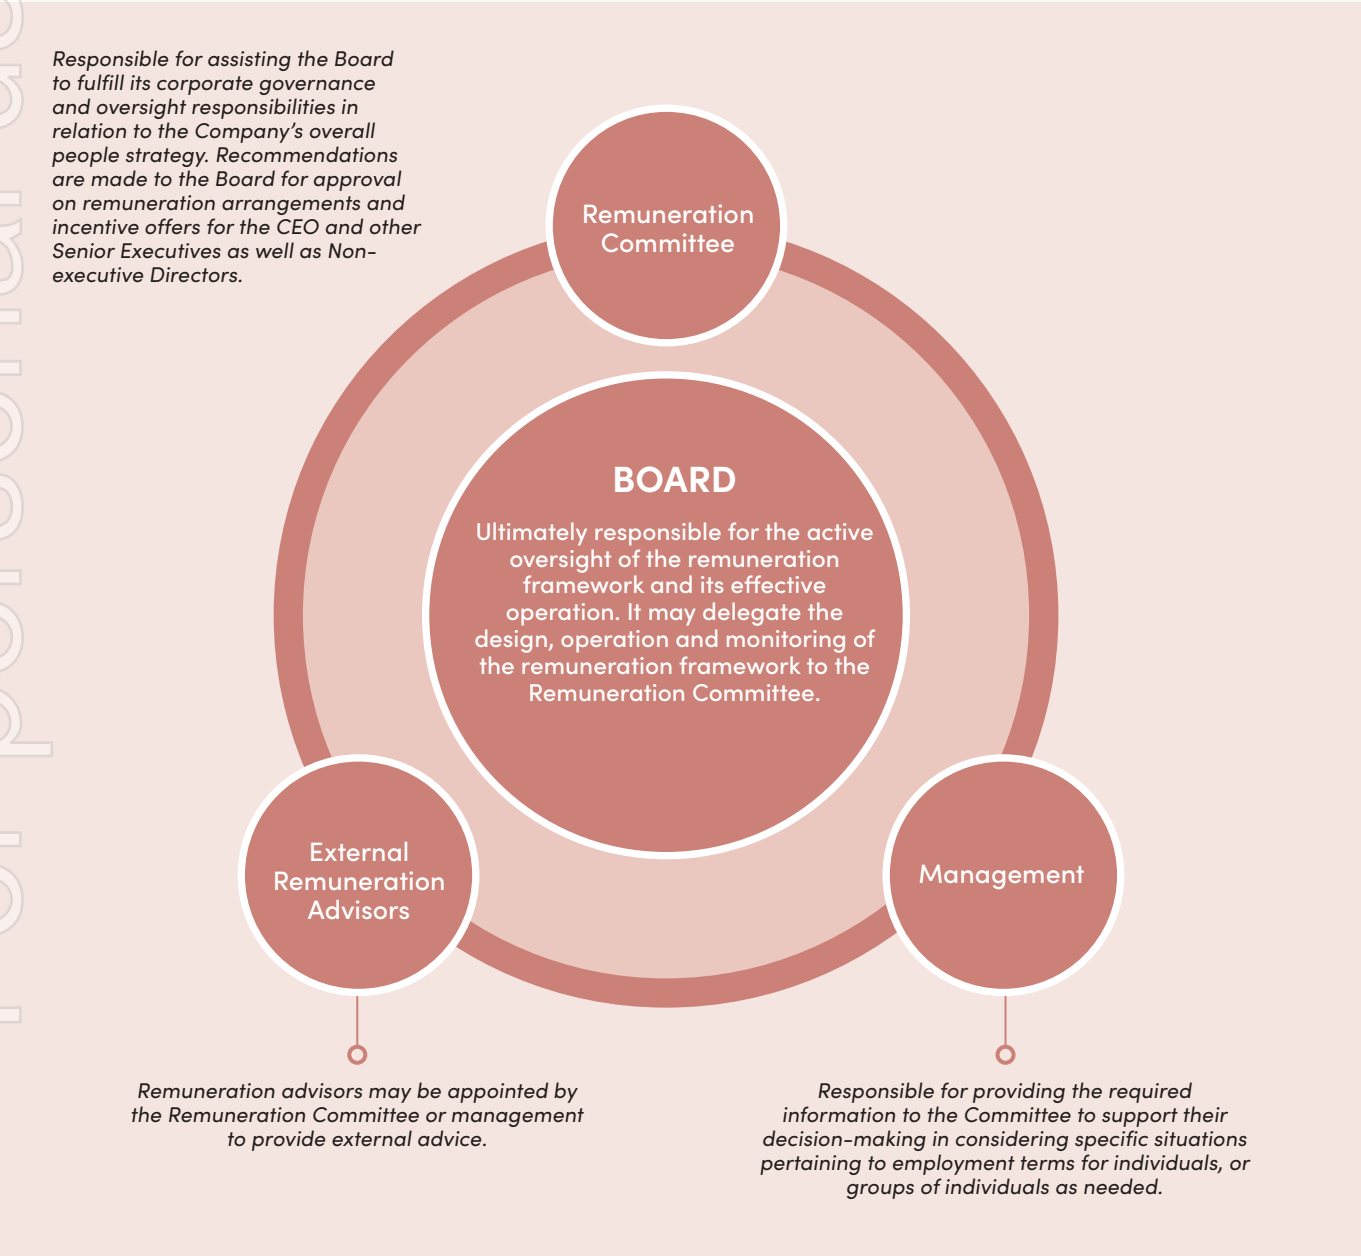 Responsible for assisting the Board
to fulfill its corporate governance
and oversight responsibilities in
relation to the Company's overall
people strategy. Recommendations
are made to the Board for approval
on remuneration arrangements and
incentive offers for the CEO and other
Senior Executives as well as Non-
executive Directors.
Remuneration
Committee
BOARD
Ultimately responsible for the active
oversight of the remuneration
framework and its effective
operation. It may delegate the
design, operation and monitoring of
the remuneration framework to the
Remuneration Committee.
External
Remuneration
Advisors
Management
Remuneration advisors may be appointed by
the Remuneration Committee or management
to provide external advice.
Responsible for providing the required
information to the Committee to support their
decision-making in considering specific situations
pertaining to employment terms for individuals, or
groups of individuals as needed.